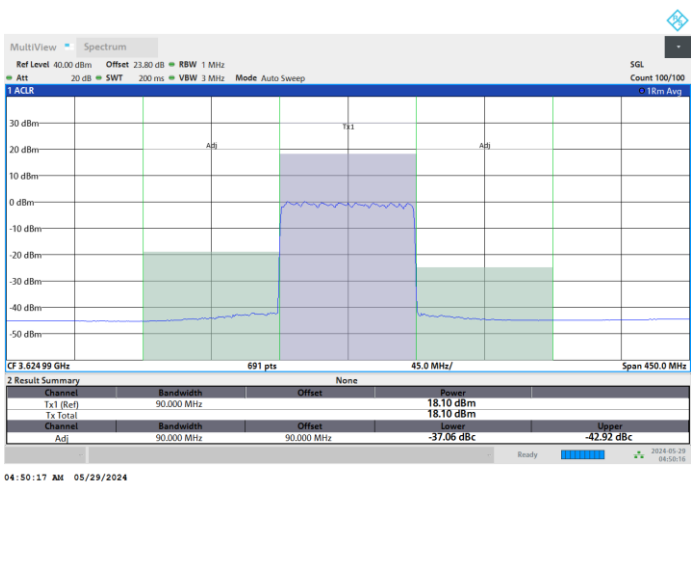 MultiView Spectrum
Ref Level 40.00 dBm Offset 23.80 dB RBW 1 MHz SGL
Att 20 dB SWT 200 ms VBW 3 MHz Mode Auto Sweep Count 100/100
1 ACLR 1Rm Avg
30 dBm
Tx1
20 dBm
Adj Adj
10 dBm
0 dBm
-10 dBm
-20 dBm
-30 dBm
-40 dBm
-50 dBm
CF 3.624 99 GHz 691 pts 45.0 MHz/ Span 450.0 MHz
2 Result Summary None
Channel Bandwidth Offset Power
Tx1 (Ref) 90.000 MHz 18.10 dBm
Tx Total 18.10 dBm
Channel Bandwidth Offset Lower Upper
Adj 90.000 MHz 90.000 MHz -37.06 dBc -42.92 dBc
Ready 2024-05-29
04:50:16
04:50:17 AM 05/29/2024